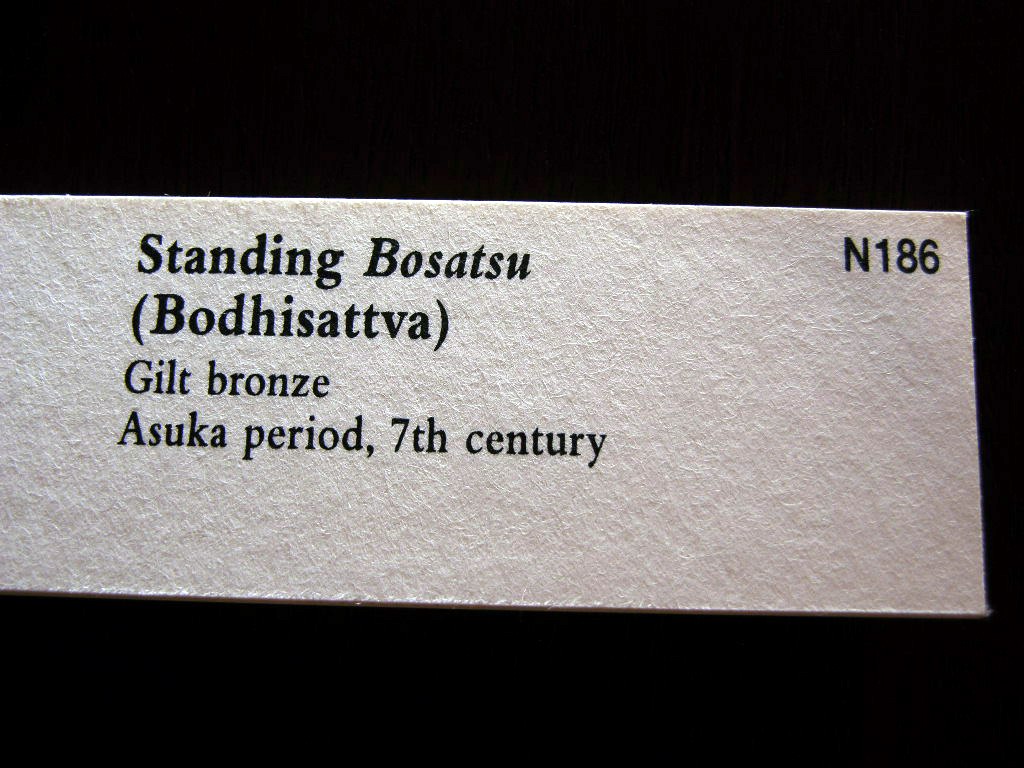 Standing Bosatsu N186
(Bodhisattva)
Gilt bronze
Asuka period, 7th century